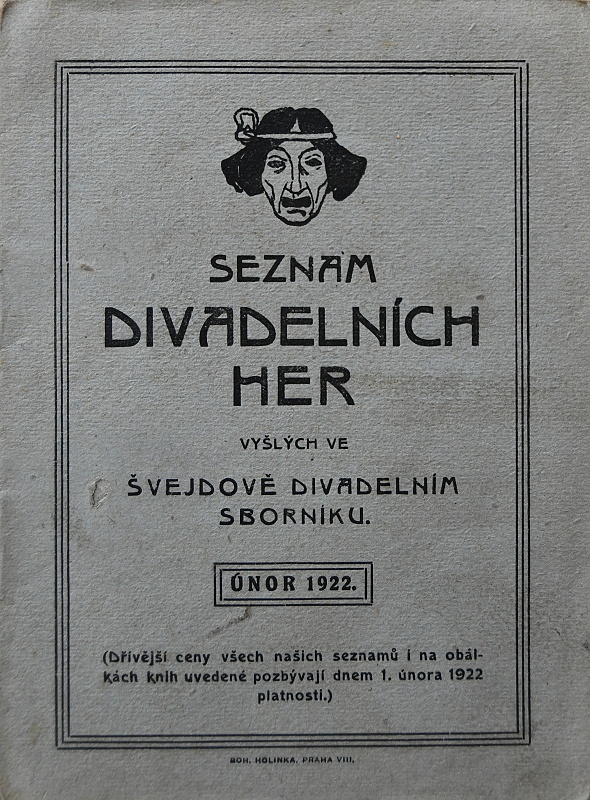 SEZNAM
DIVADELNÍCH
HER
VYŠLÝCH VE
ŠVEJDOVĚ DIVADELNÍM
SBORNÍKU.
ÚNOR 1922.
(Dřívější ceny všech našich seznamů i na obál-
kách knih uvedené pozbývají dnem 1. února 1922
platnosti.)
BOH. HOLINKA, PRAHA VIII.